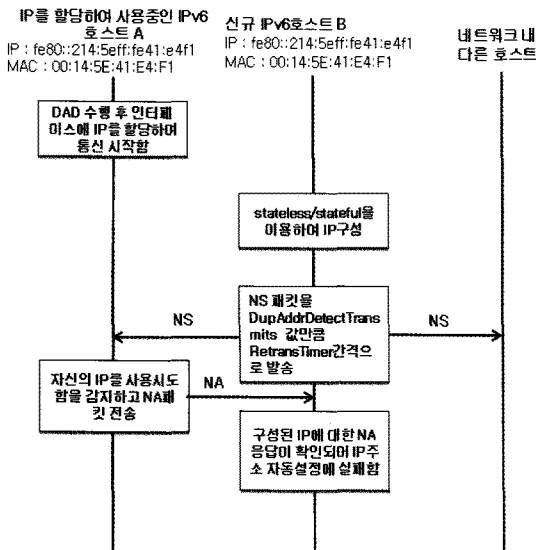 IP를 할당하여 사용중인 IPv6
호스트 A
IP : fe80::214:5eff:fe41:e4f1
MAC : 00:14:5E:41:E4:F1
신규 IPv6호스트 B
IP : fe80::214:5eff:fe41:e4f1
MAC : 00:14:5E:41:E4:F1
네트워크 내
다른 호스트
DAD 수행 후 인터페
이스에 IP를 할당하여
통신 시작함
stateless/stateful을
이용하여 IP구성
NS 패킷을
DupAddrDetectTrans
mits 값만큼
RetransTimer간격으
로 발송
NS
NS
자신의 IP를 사용시도
함을 감지하고 NA패
킷 전송
NA
구성된 IP에 대한 NA
응답이 확인되어 IP주
소 자동설정에 실패함